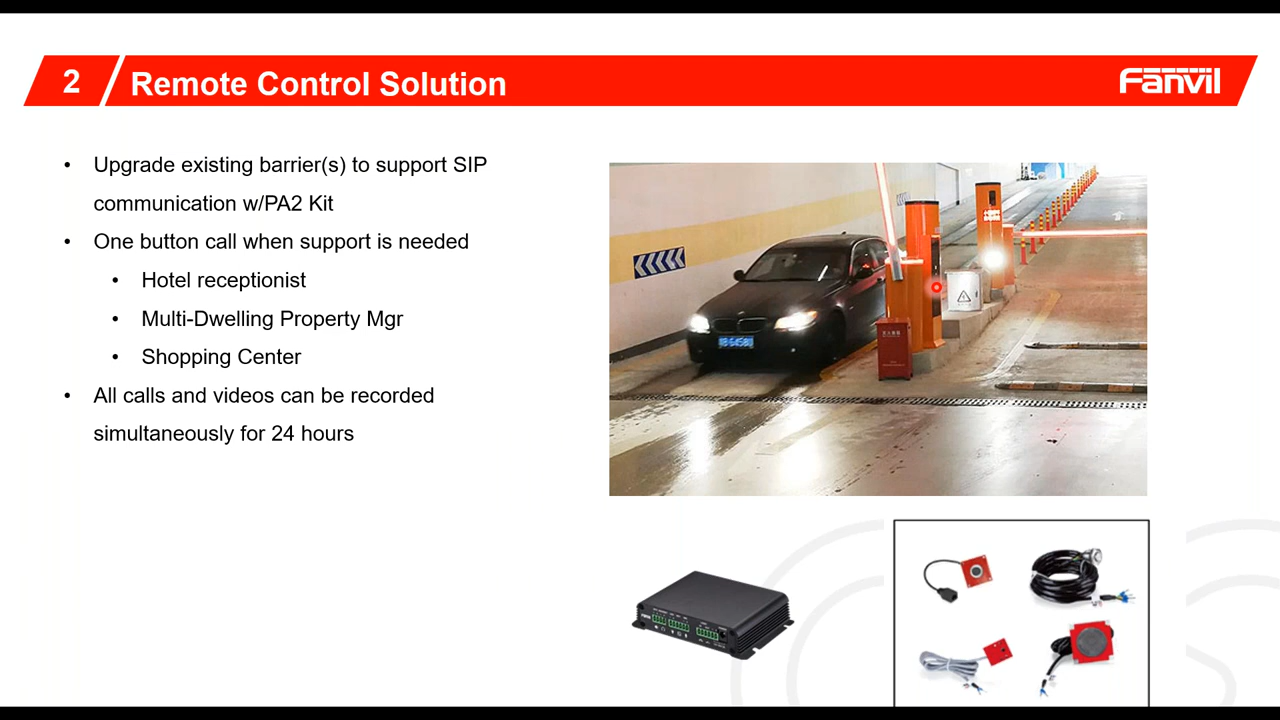 2
Remote Control Solution
Fanvil
• Upgrade existing barrier(s) to support SIP
communication w/PA2 Kit
• One button call when support is needed
• Hotel receptionist
• Multi-Dwelling Property Mgr
• Shopping Center
• All calls and videos can be recorded
simultaneously for 24 hours